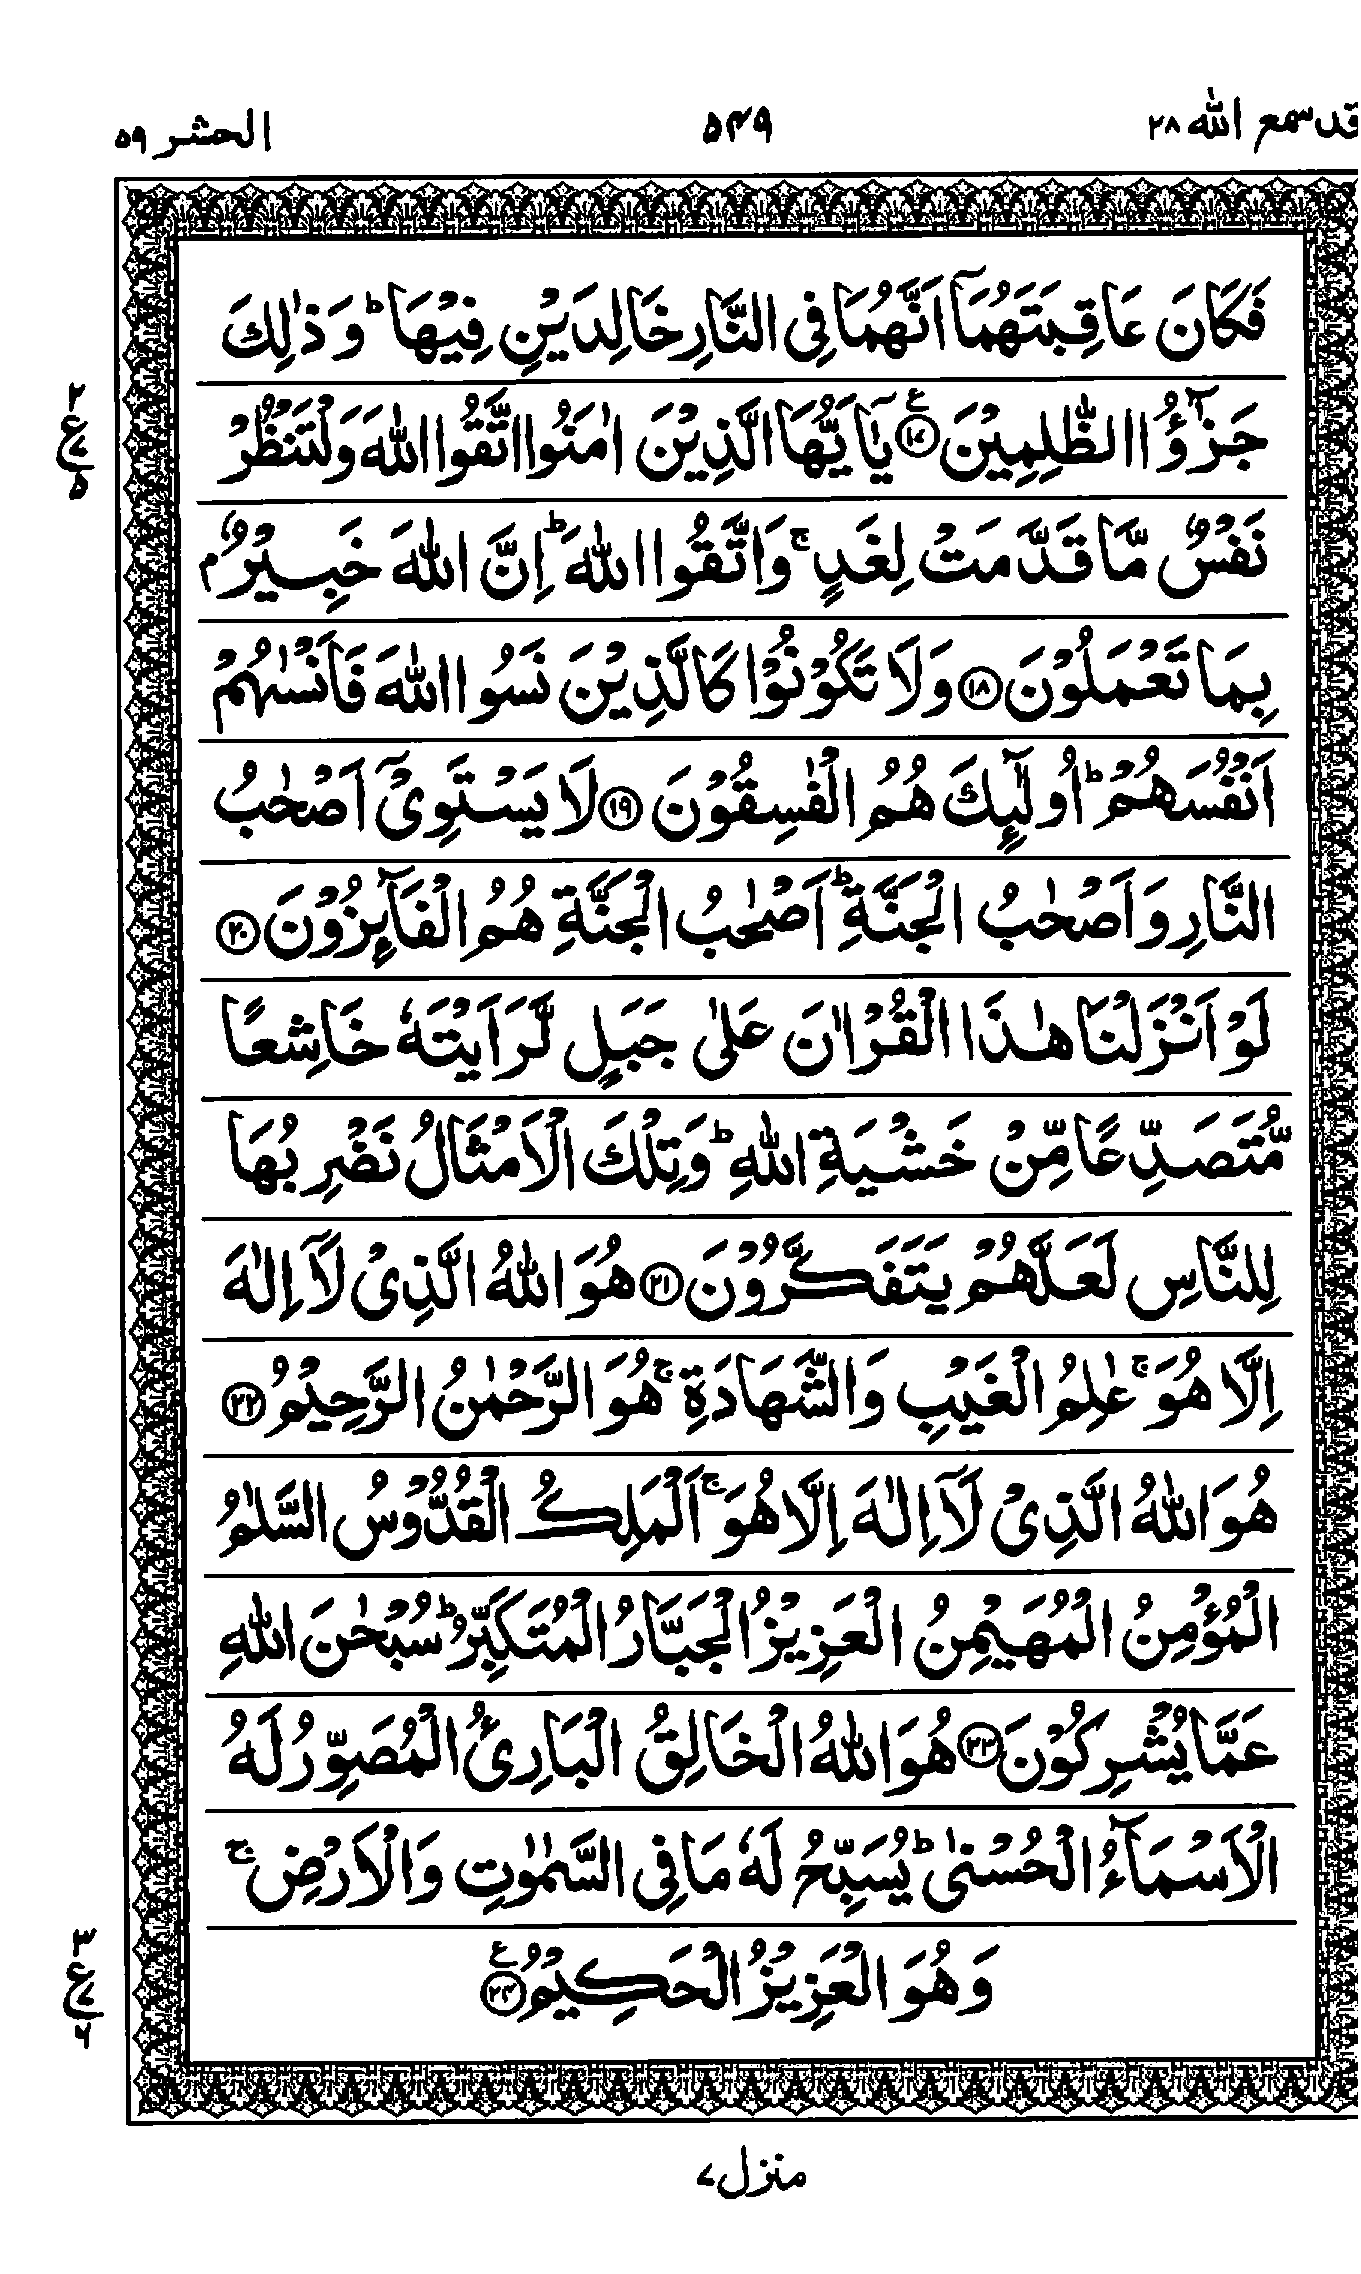 قد سمع الله ٢٨
٥٤٩
الحشر ٥٩
فَكَانَ عَاقِبَتَهُمَآ اَنَّهُمَا فِي النَّارِ خَالِدَيْنِ فِيْهَا ؕ وَ ذٰلِكَ
جَزٰٓؤُا الظّٰلِمِيْنَ ﴿١٧﴾ ع يٰۤاَيُّهَا الَّذِيْنَ اٰمَنُوا اتَّقُوا اللّٰهَ وَلْتَنْظُرْ
نَفْسٌ مَّا قَدَّمَتْ لِغَدٍ ۚ وَاتَّقُوا اللّٰهَ ؕ اِنَّ اللّٰهَ خَبِيْرٌۢ
بِمَا تَعْمَلُوْنَ ﴿١٨﴾ وَلَا تَكُوْنُوْا كَالَّذِيْنَ نَسُوا اللّٰهَ فَاَنْسٰىهُمْ
اَنْفُسَهُمْ ؕ اُولٰٓئِكَ هُمُ الْفٰسِقُوْنَ ﴿١٩﴾ لَا يَسْتَوِيْٓ اَصْحٰبُ
النَّارِ وَ اَصْحٰبُ الْجَنَّةِ ؕ اَصْحٰبُ الْجَنَّةِ هُمُ الْفَآئِزُوْنَ ﴿٢٠﴾
لَوْ اَنْزَلْنَا هٰذَا الْقُرْاٰنَ عَلٰى جَبَلٍ لَّرَاَيْتَهٗ خَاشِعًا
مُّتَصَدِّعًا مِّنْ خَشْيَةِ اللّٰهِ ؕ وَتِلْكَ الْاَمْثَالُ نَضْرِبُهَا
لِلنَّاسِ لَعَلَّهُمْ يَتَفَكَّرُوْنَ ﴿٢١﴾ هُوَ اللّٰهُ الَّذِيْ لَآ اِلٰهَ
اِلَّا هُوَ ۚ عٰلِمُ الْغَيْبِ وَالشَّهَادَةِ ۚ هُوَ الرَّحْمٰنُ الرَّحِيْمُ ﴿٢٢﴾
هُوَ اللّٰهُ الَّذِيْ لَآ اِلٰهَ اِلَّا هُوَ ۚ اَلْمَلِكُ الْقُدُّوْسُ السَّلٰمُ
الْمُؤْمِنُ الْمُهَيْمِنُ الْعَزِيْزُ الْجَبَّارُ الْمُتَكَبِّرُ ؕ سُبْحٰنَ اللّٰهِ
عَمَّا يُشْرِكُوْنَ ﴿٢٣﴾ هُوَ اللّٰهُ الْخَالِقُ الْبَارِئُ الْمُصَوِّرُ لَهُ
الْاَسْمَآءُ الْحُسْنٰى ؕ يُسَبِّحُ لَهٗ مَا فِي السَّمٰوٰتِ وَالْاَرْضِ ۚ
وَهُوَ الْعَزِيْزُ الْحَكِيْمُ ﴿٢٤﴾ ع
٢
ع ٧
٥
٣
ع ٧
٦
منزل ٧